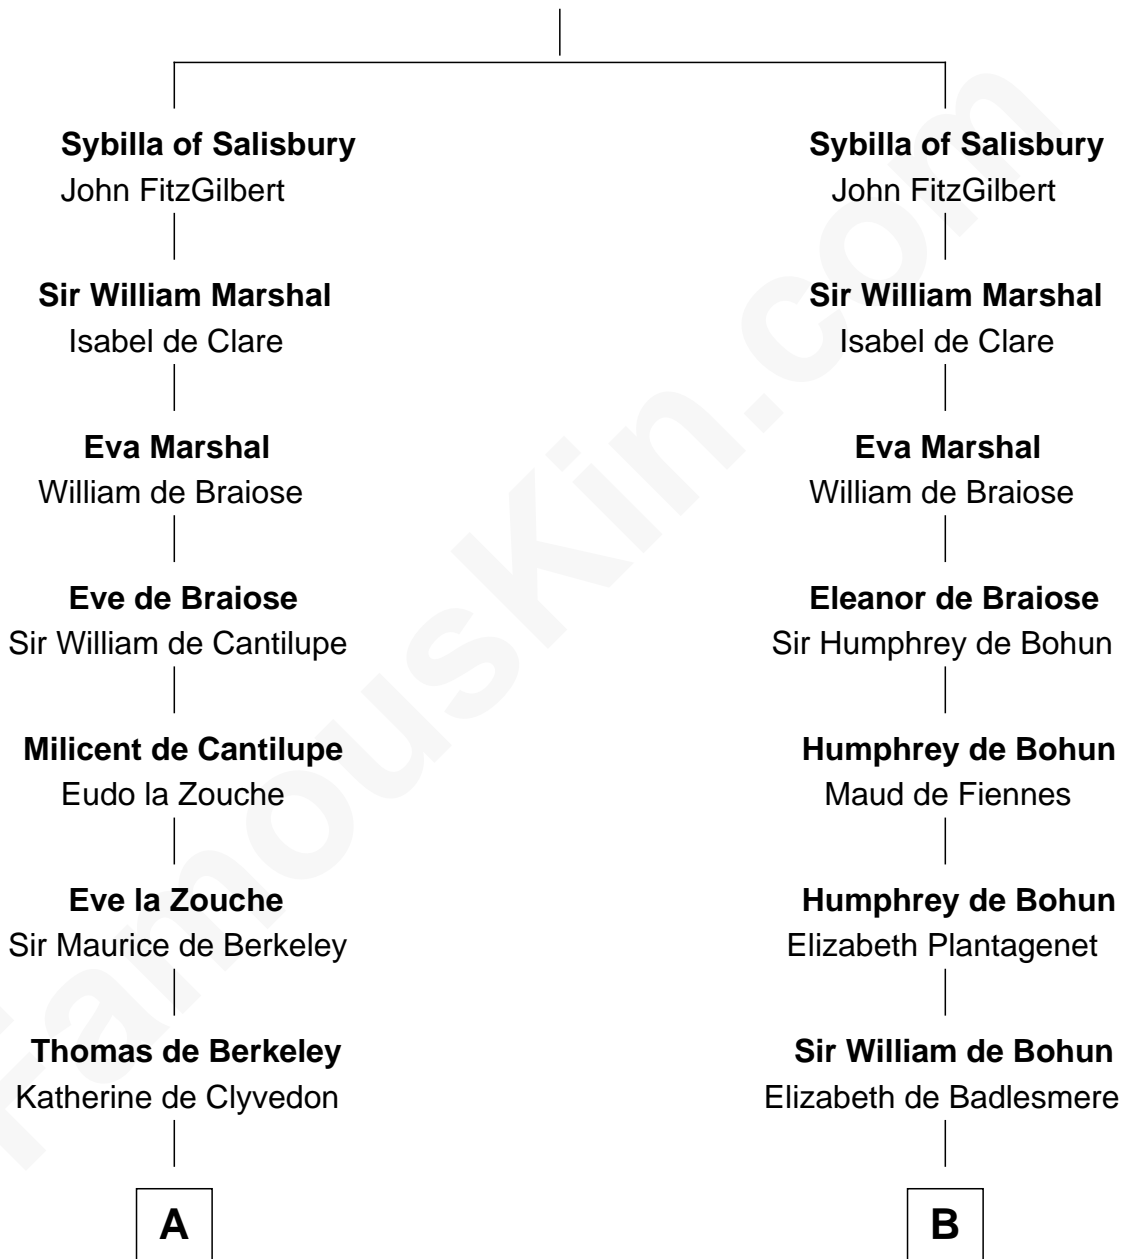 Sybilla of Salisbury
John FitzGilbert
Sir William Marshal
Isabel de Clare
Eva Marshal
William de Braiose
Eve de Braiose
Sir William de Cantilupe
Milicent de Cantilupe
Eudo la Zouche
Eve la Zouche
Sir Maurice de Berkeley
Thomas de Berkeley
Katherine de Clyvedon
A
Sybilla of Salisbury
John FitzGilbert
Sir William Marshal
Isabel de Clare
Eva Marshal
William de Braiose
Eleanor de Braiose
Sir Humphrey de Bohun
Humphrey de Bohun
Maud de Fiennes
Humphrey de Bohun
Elizabeth Plantagenet
Sir William de Bohun
Elizabeth de Badlesmere
B
FamousKin.com